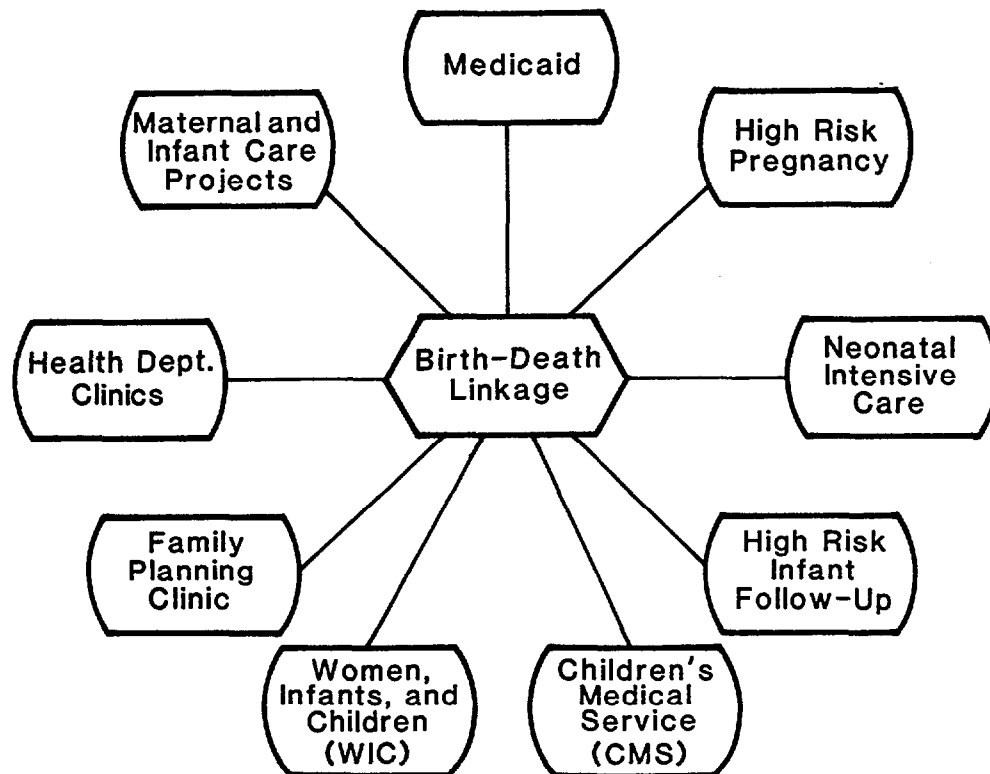 Medicaid
Maternal and
Infant Care
Projects
High Risk
Pregnancy
Health Dept.
Clinics
Birth-Death
Linkage
Neonatal
Intensive
Care
Family
Planning
Clinic
High Risk
Infant
Follow-Up
Women,
Infants, and
Children
(WIC)
Children's
Medical
Service
(CMS)